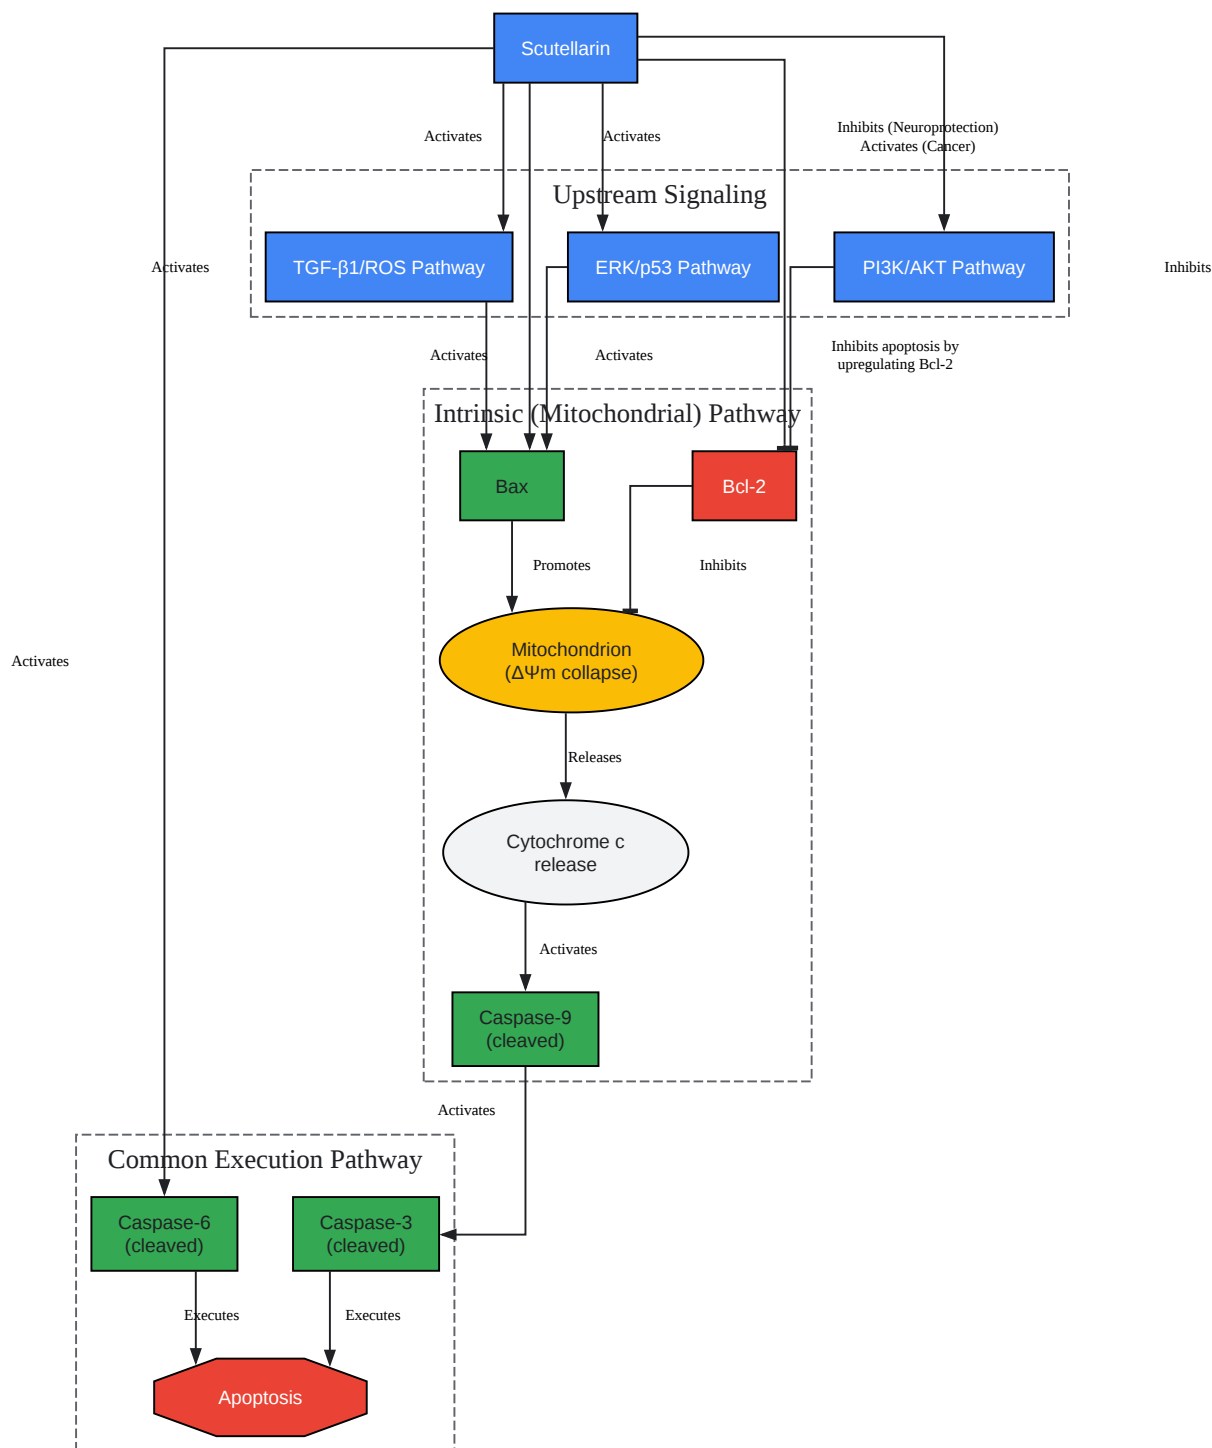 Scutellarin
Activates
Activates
Inhibits (Neuroprotection)
Activates (Cancer)
Upstream Signaling
Activates
TGF-β1/ROS Pathway
ERK/p53 Pathway
PI3K/AKT Pathway
Inhibits
Activates
Activates
Inhibits apoptosis by
upregulating Bcl-2
Intrinsic (Mitochondrial) Pathway
Bax
Bcl-2
Promotes
Inhibits
Mitochondrion
(ΔΨm collapse)
Activates
Releases
Cytochrome c
release
Activates
Caspase-9
(cleaved)
Activates
Common Execution Pathway
Caspase-6
(cleaved)
Caspase-3
(cleaved)
Executes
Executes
Apoptosis